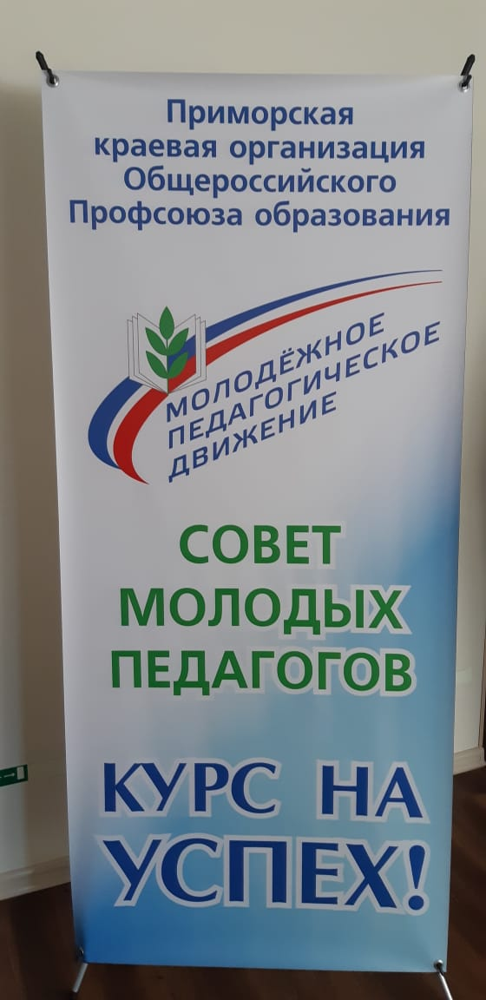 Приморская
краевая организация
Общероссийского
Профсоюза образования
МОЛОДЁЖНОЕ
ПЕДАГОГИЧЕСКОЕ
ДВИЖЕНИЕ
СОВЕТ
МОЛОДЫХ
ПЕДАГОГОВ
КУРС НА
УСПЕХ!